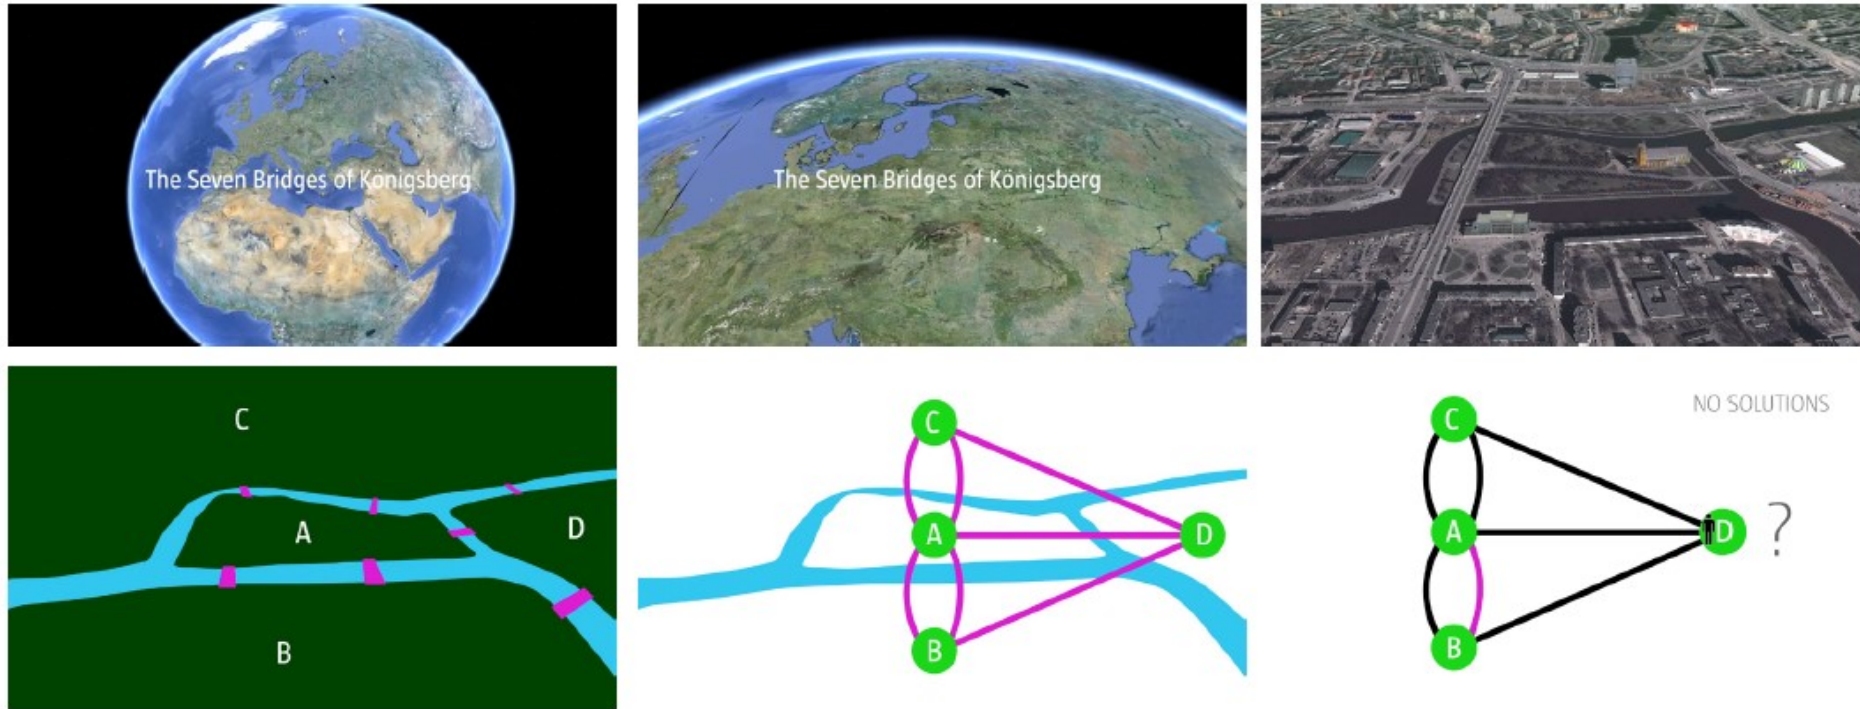 The Seven Bridges of Königsberg
The Seven Bridges of Königsberg
C
A
D
B
C
A
D
B
NO SOLUTIONS
C
A
D
?
B